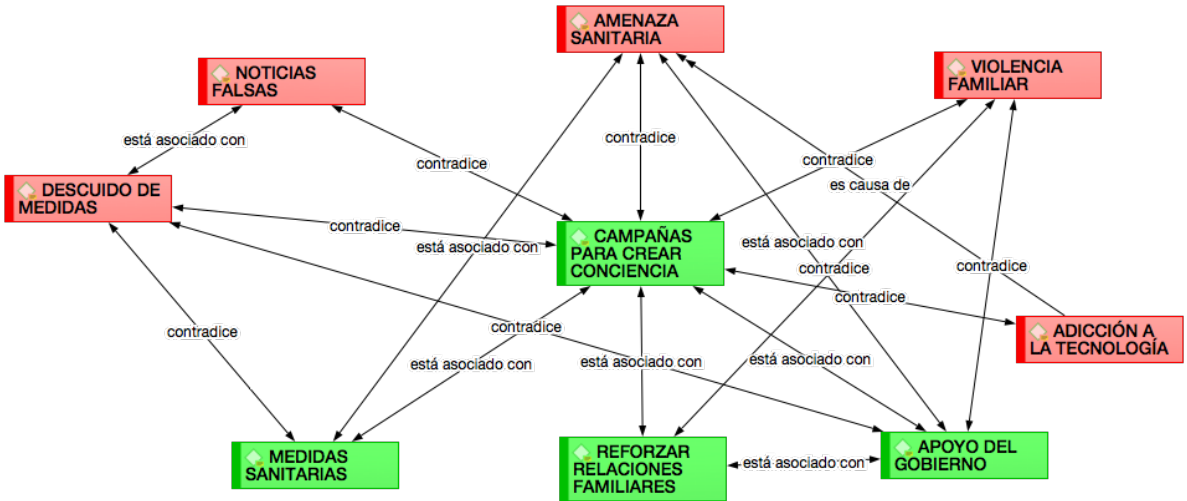 AMENAZA
SANITARIA
NOTICIAS
FALSAS
VIOLENCIA
FAMILIAR
está asociado con
contradice
contradice
contradice
es causa de
DESCUIDO DE
MEDIDAS
contradice
CAMPAÑAS
PARA CREAR
CONCIENCIA
está asociado con
está asociado con
contradice
contradice
contradice
ADICCIÓN A
LA TECNOLOGÍA
contradice
contradice
está asociado con
está asociado con
está asociado con
MEDIDAS
SANITARIAS
REFORZAR
RELACIONES
FAMILIARES
está asociado con
APOYO DEL
GOBIERNO